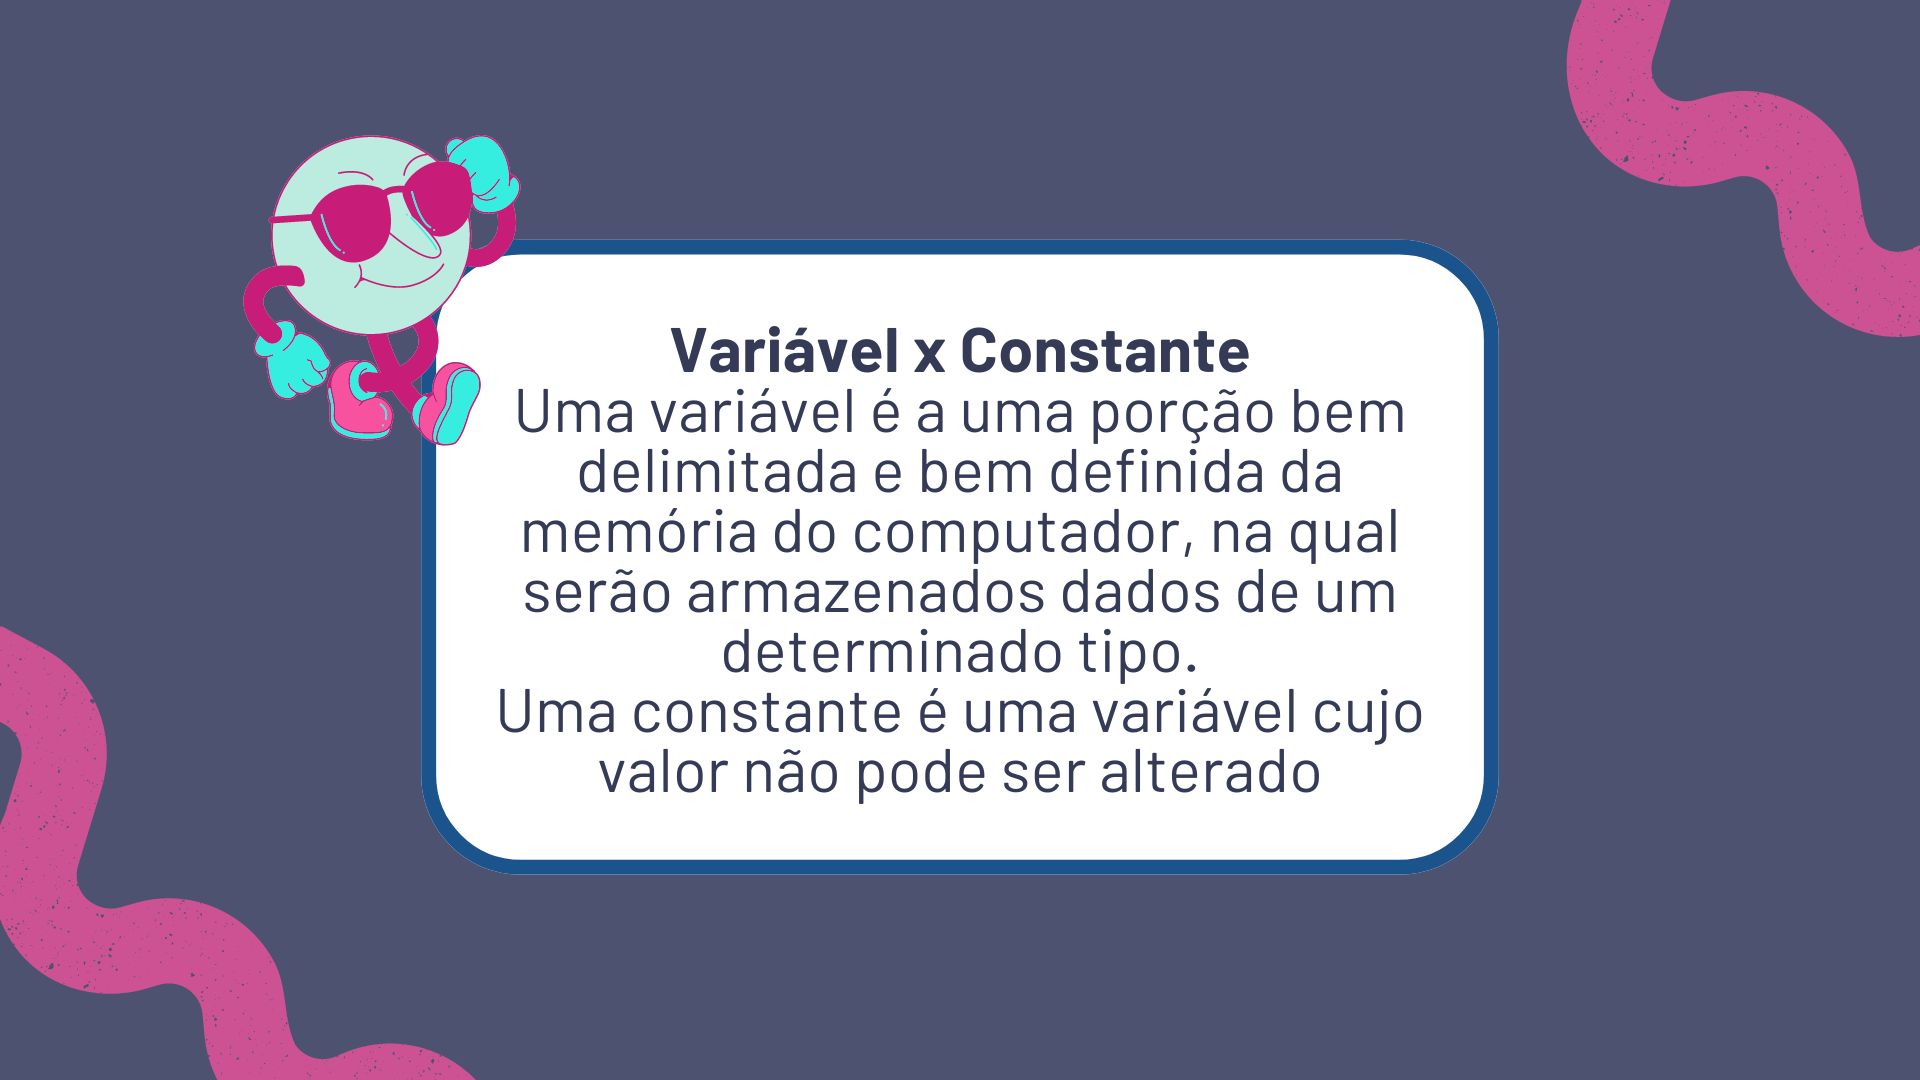 Variável x Constante
Uma variável é a uma porção bem
delimitada e bem definida da
memória do computador, na qual
serão armazenados dados de um
determinado tipo.
Uma constante é uma variável cujo
valor não pode ser alterado